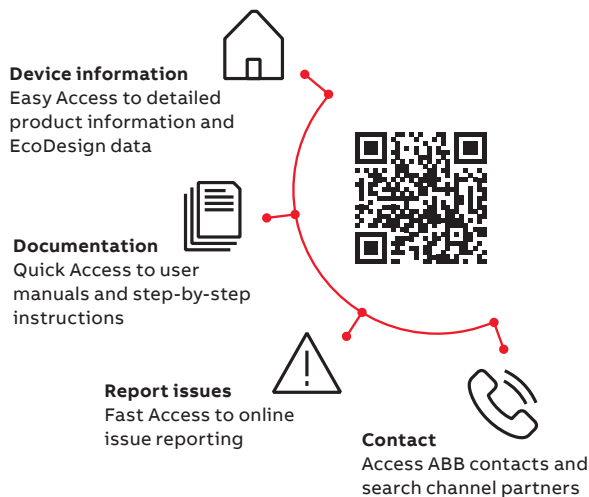 Device information
Easy Access to detailed
product information and
EcoDesign data
Documentation
Quick Access to user
manuals and step-by-step
instructions
Report issues
Fast Access to online
issue reporting
Contact
Access ABB contacts and
search channel partners